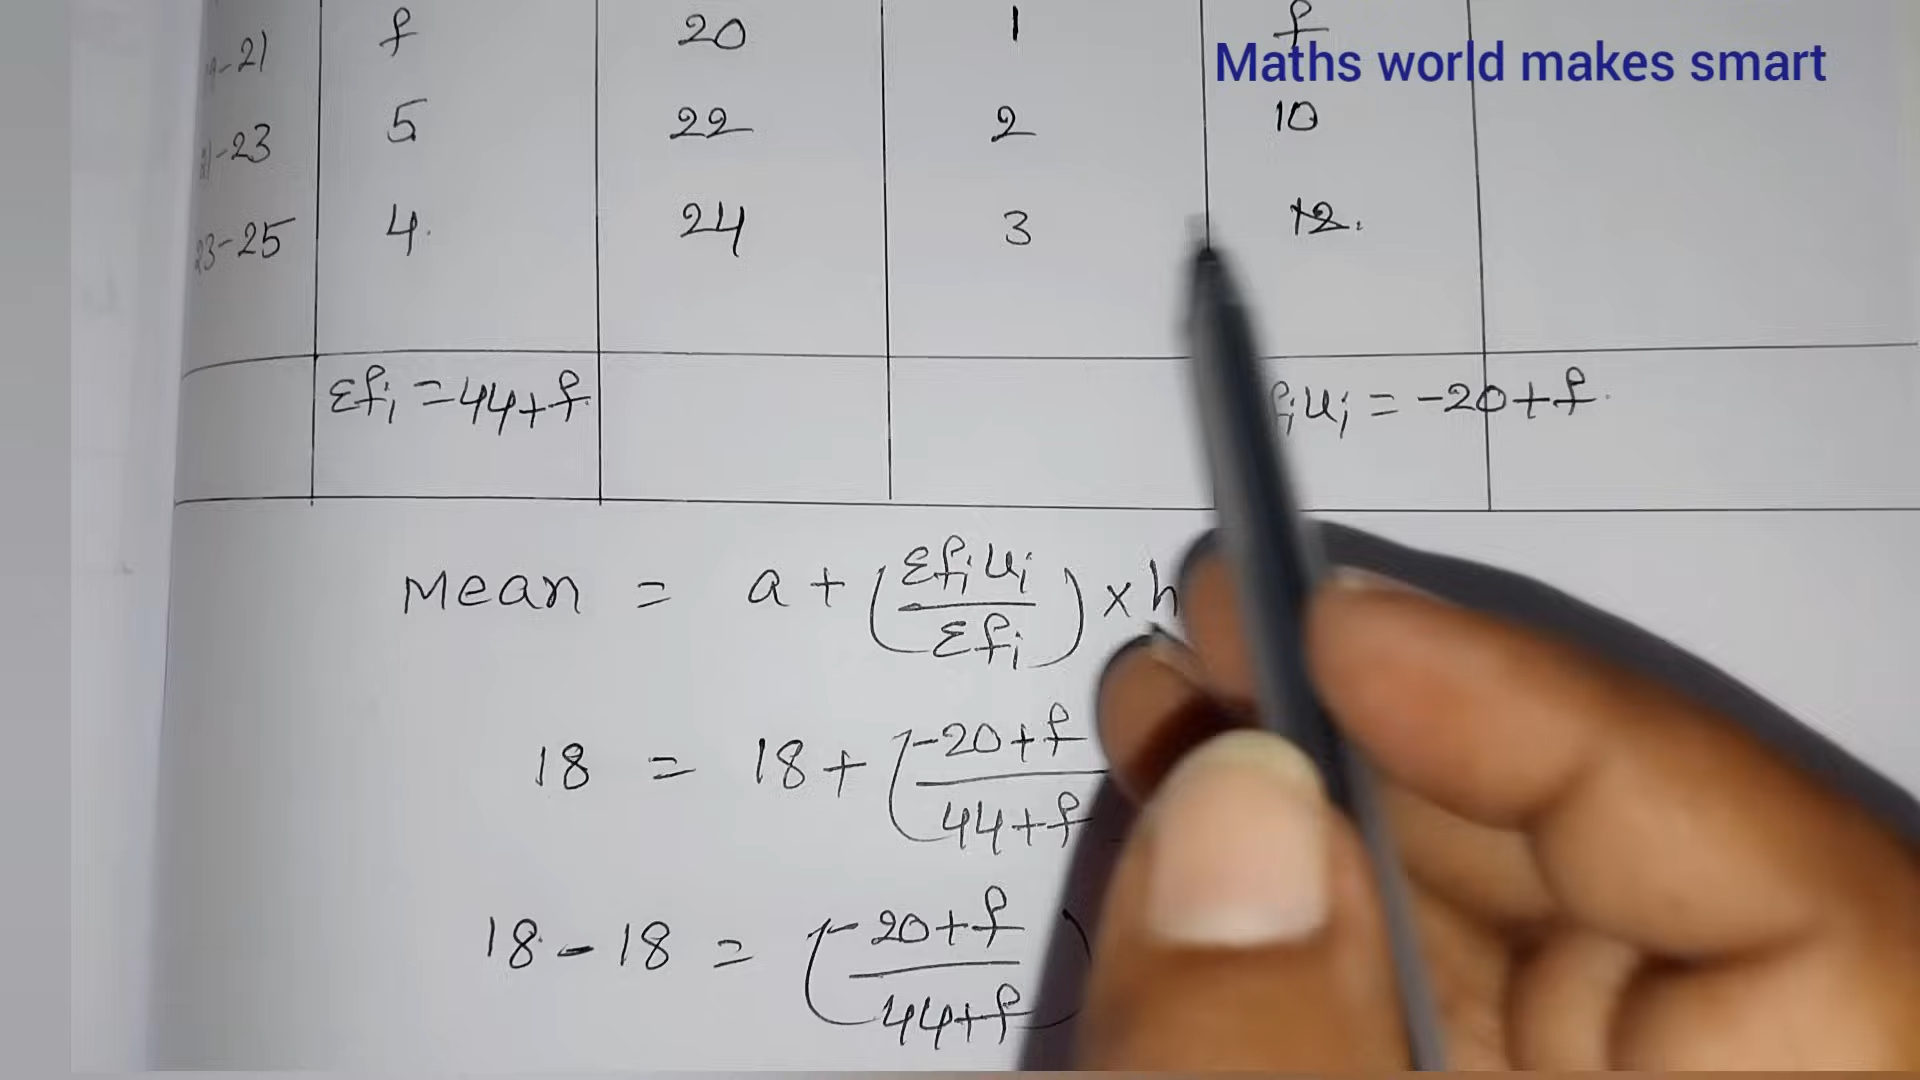 -21 f 20 1 f
Maths world makes smart
-23 5 22 2 10
23-25 4. 24 3 12.
Σfi = 44+f fiui = -20+f.
Mean = a + (Σfiui / Σfi) × h
18 = 18 + (-20+f / 44+f
18 - 18 = (-20+f / 44+f)